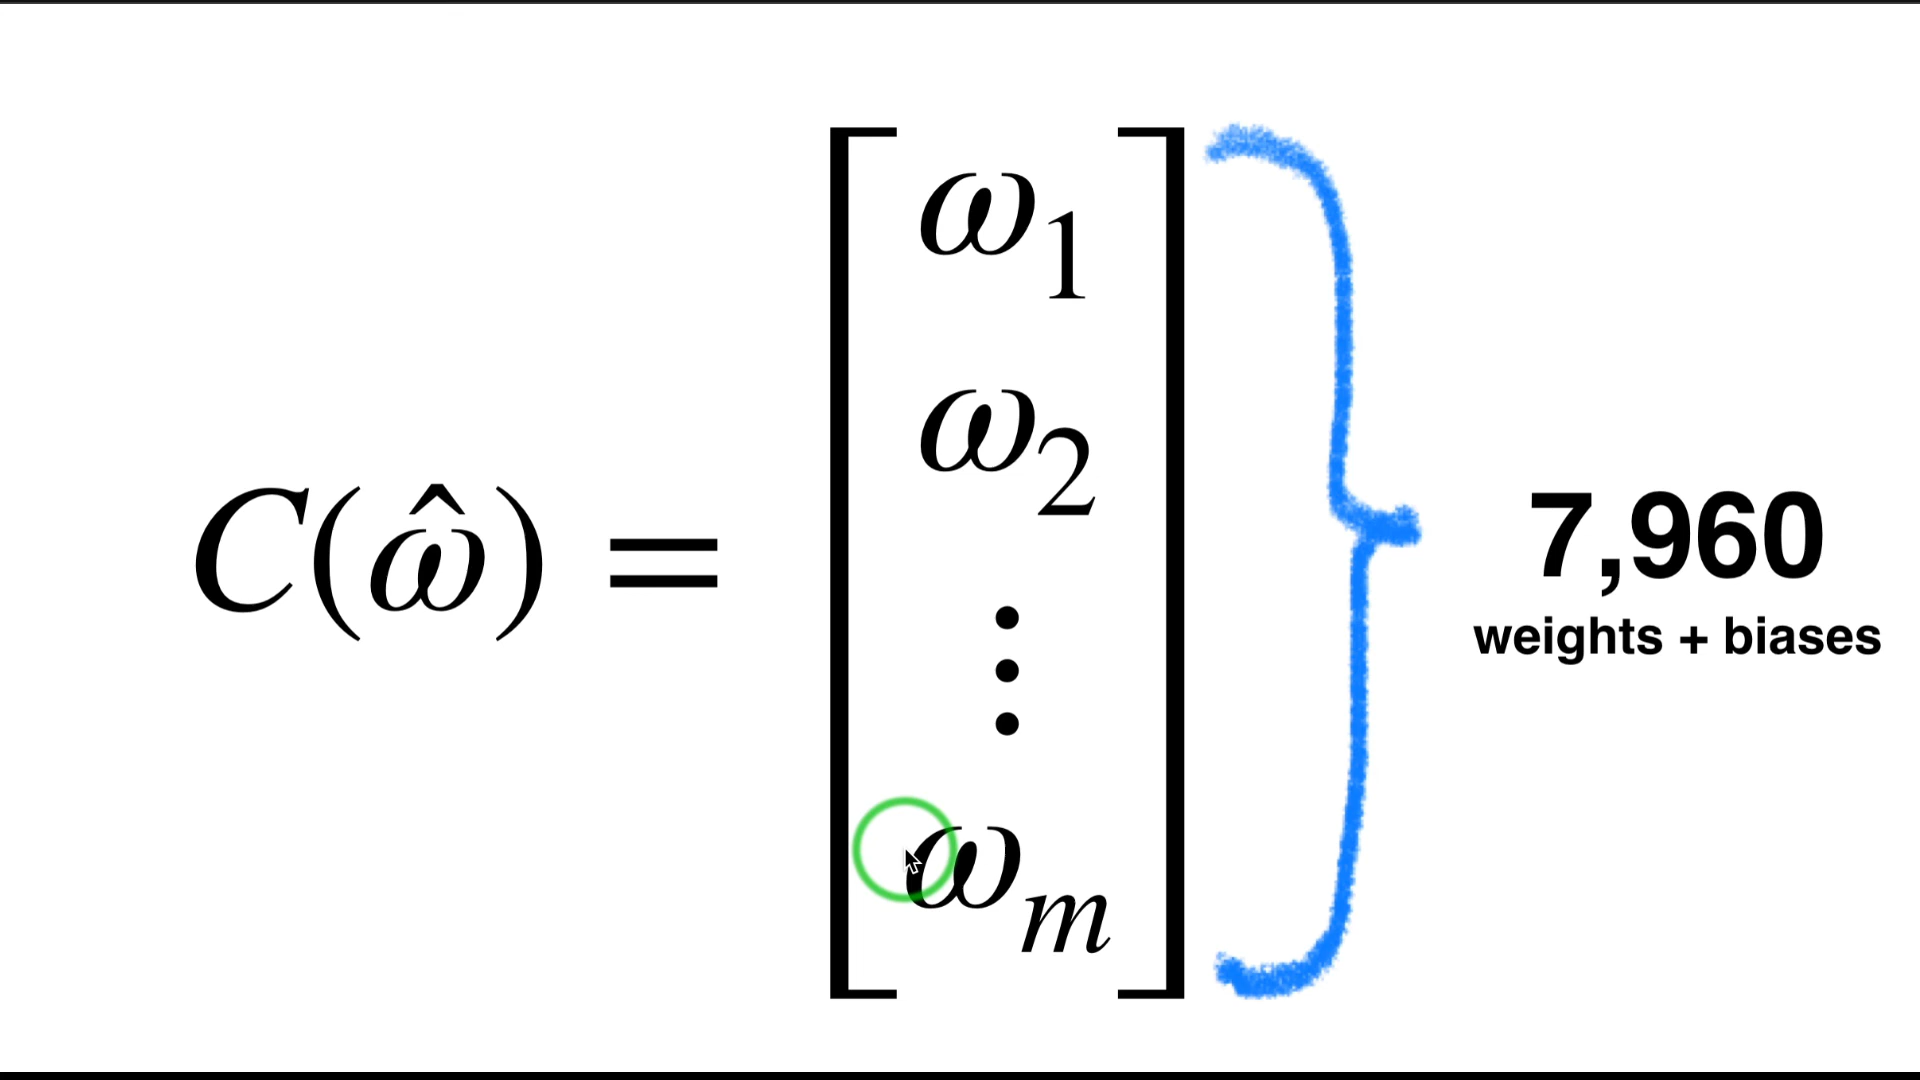 ω₁
ω₂
C(ω̂) =
⋮
ωₘ
7,960
weights + biases